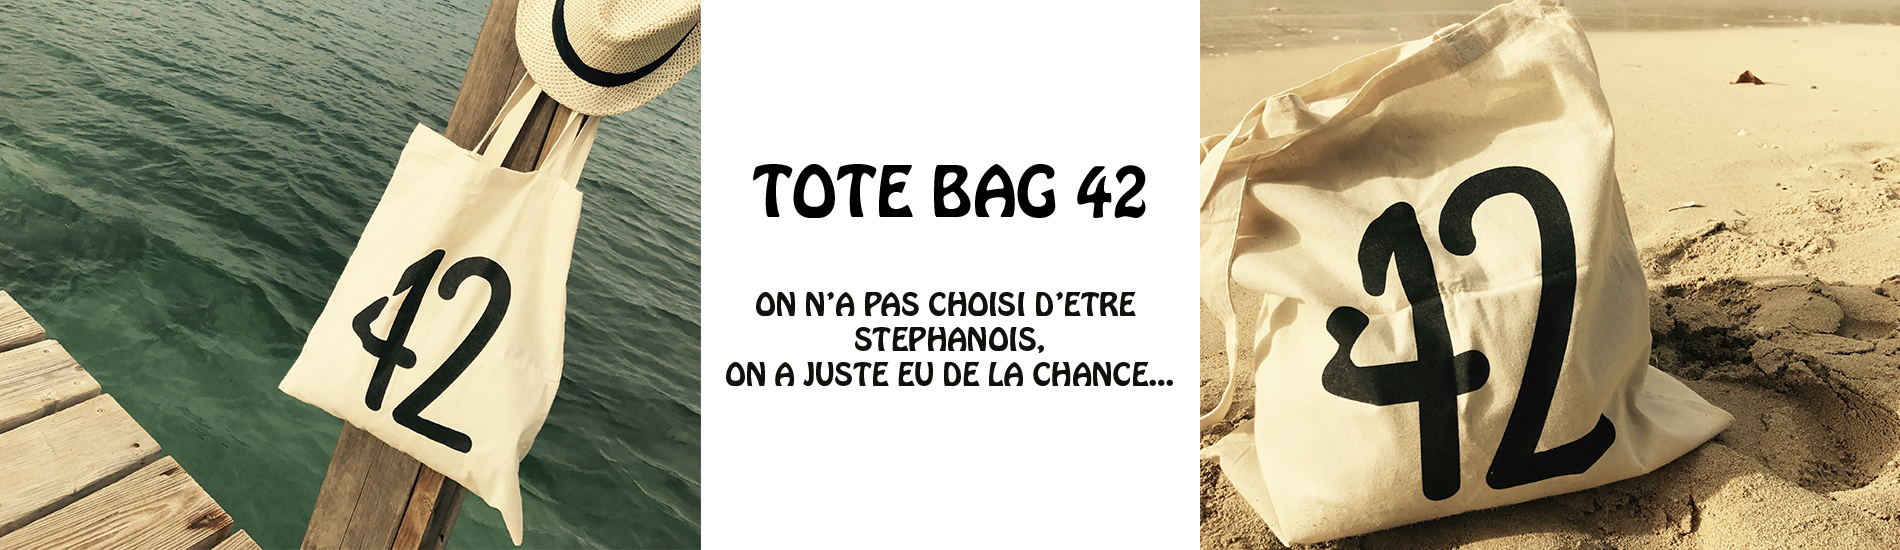 42
TOTE BAG 42
ON N'A PAS CHOISI D'ETRE
STEPHANOIS,
ON A JUSTE EU DE LA CHANCE...
42